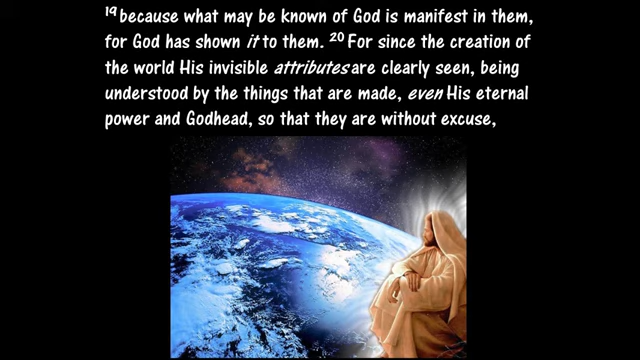 19 because what may be known of God is manifest in them,
for God has shown it to them. 20 For since the creation of
the world His invisible attributes are clearly seen, being
understood by the things that are made, even His eternal
power and Godhead, so that they are without excuse,